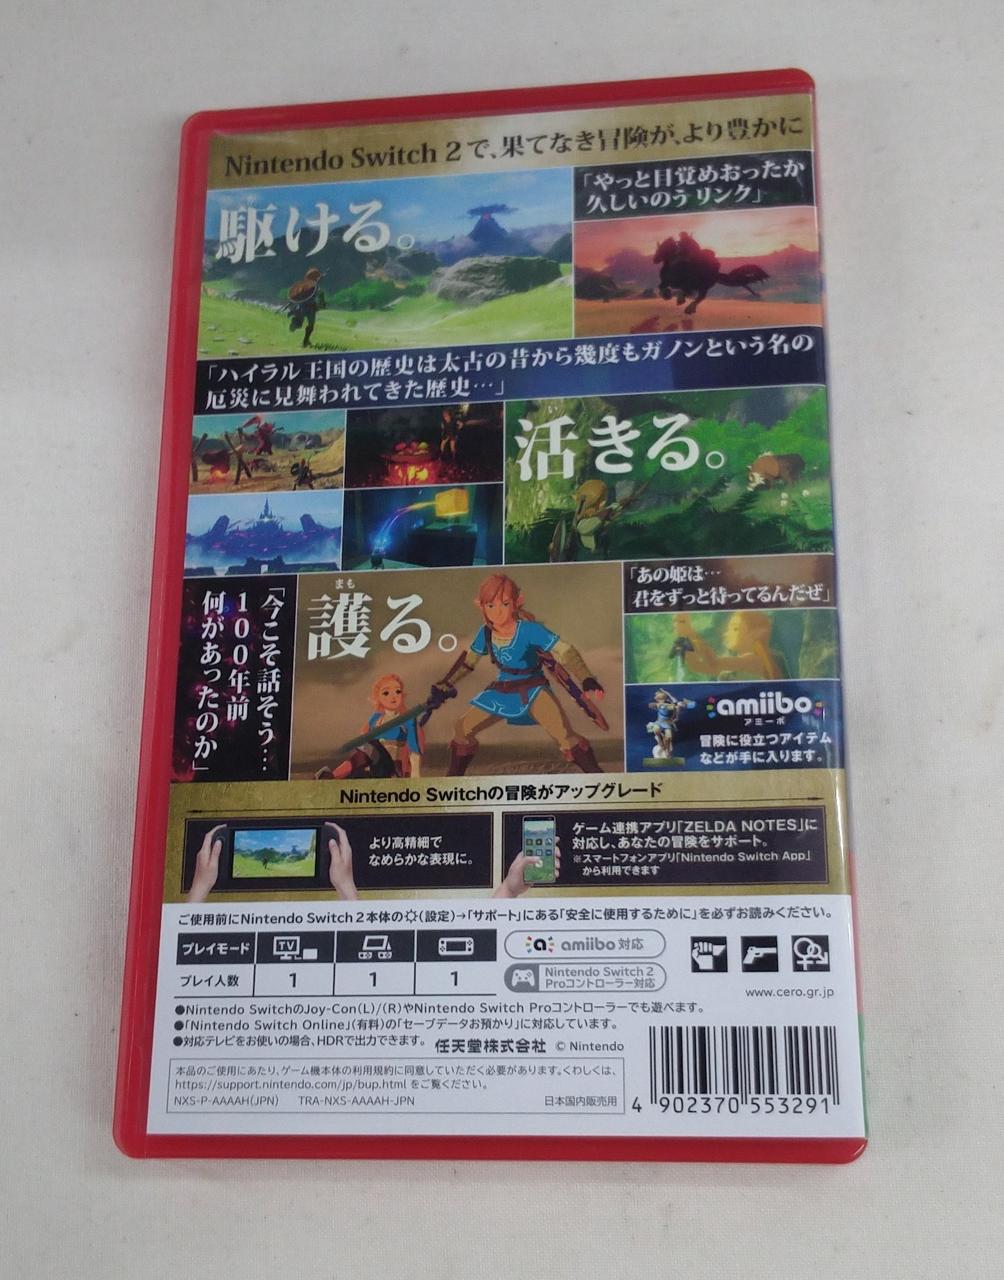 Nintendo Switch 2で、果てなき冒険が、より豊かに
駆ける。
「やっと目覚めおったか
久しいのう リンク」
「ハイラル王国の歴史は太古の昔から幾度もガノンという名の
厄災に見舞われてきた歴史…」
活きる。
「今こそ話そう…
100年前
何があったのか」
まも
護る。
「あの姫は…
君をずっと待ってるんだぜ」
amiibo
アミーボ
冒険に役立つアイテム
などが手に入ります。
Nintendo Switchの冒険がアップグレード
より高精細で
なめらかな表現に。
ゲーム連携アプリ「ZELDA NOTES」に
対応し、あなたの冒険をサポート。
※スマートフォンアプリ「Nintendo Switch App」
から利用できます
ご使用前にNintendo Switch 2本体の(設定)→「サポート」にある「安全に使用するために」を必ずお読みください。
プレイモード
TV
プレイ人数 1 1 1
amiibo 対応
Nintendo Switch 2
Proコントローラー対応
www.cero.gr.jp
●Nintendo SwitchのJoy-Con(L)/(R)やNintendo Switch Proコントローラーでも遊べます。
●「Nintendo Switch Online」(有料)の「セーブデータお預かり」に対応しています。
●対応テレビをお使いの場合、HDRで出力できます。 任天堂株式会社 © Nintendo
本品のご使用にあたり、ゲーム機本体の利用規約に同意していただく必要があります。くわしくは、
https://support.nintendo.com/jp/bup.html をご覧ください。
NXS-P-AAAAH(JPN) TRA-NXS-AAAAH-JPN 日本国内販売用
4 902370 553291